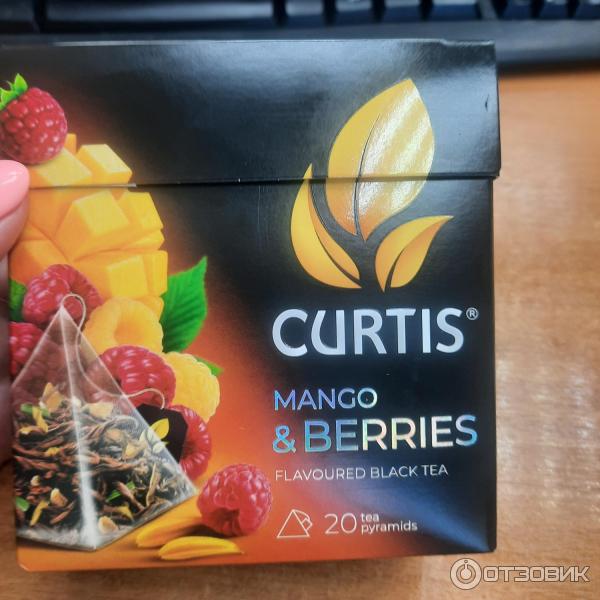 CURTIS®
MANGO
& BERRIES
FLAVOURED BLACK TEA
20 tea
pyramids
ОТЗОВИК